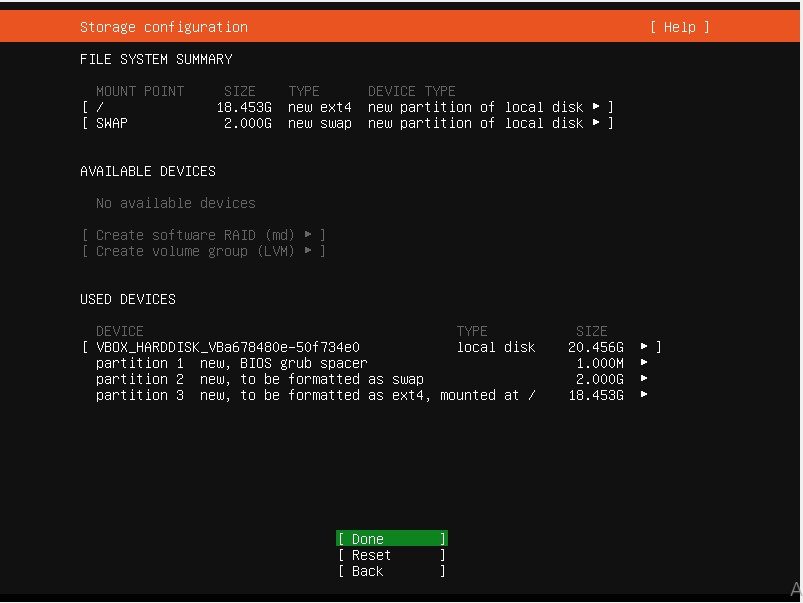 Storage configuration [ Help ]
FILE SYSTEM SUMMARY
MOUNT POINT SIZE TYPE DEVICE TYPE
[ / 18.453G new ext4 new partition of local disk ▸ ]
[ SWAP 2.000G new swap new partition of local disk ▸ ]
AVAILABLE DEVICES
No available devices
[ Create software RAID (md) ▸ ]
[ Create volume group (LVM) ▸ ]
USED DEVICES
DEVICE TYPE SIZE
[ VBOX_HARDDISK_VBa678480e-50f734e0 local disk 20.456G ▸ ]
partition 1 new, BIOS grub spacer 1.000M ▸
partition 2 new, to be formatted as swap 2.000G ▸
partition 3 new, to be formatted as ext4, mounted at / 18.453G ▸
[ Done ]
[ Reset ]
[ Back ]
A